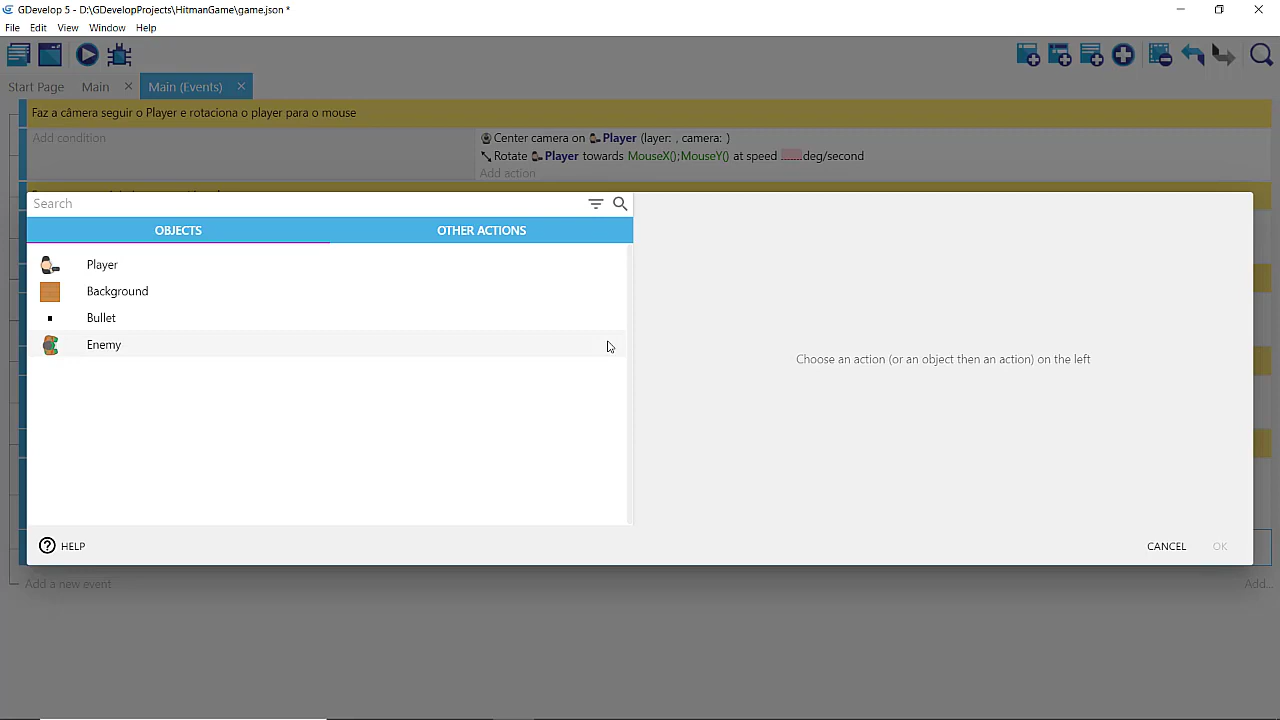 GDevelop 5 - D:\GDevelopProjects\HitmanGame\game.json *
File Edit View Window Help
Start Page Main Main (Events)
Faz a câmera seguir o Player e rotaciona o player para o mouse
Add condition
Center camera on Player (layer: , camera: )
Rotate Player towards MouseX();MouseY() at speed deg/second
Add action
Search
OBJECTS OTHER ACTIONS
Player
Background
Bullet
Enemy
Choose an action (or an object then an action) on the left
HELP CANCEL OK
Add a new event Add...